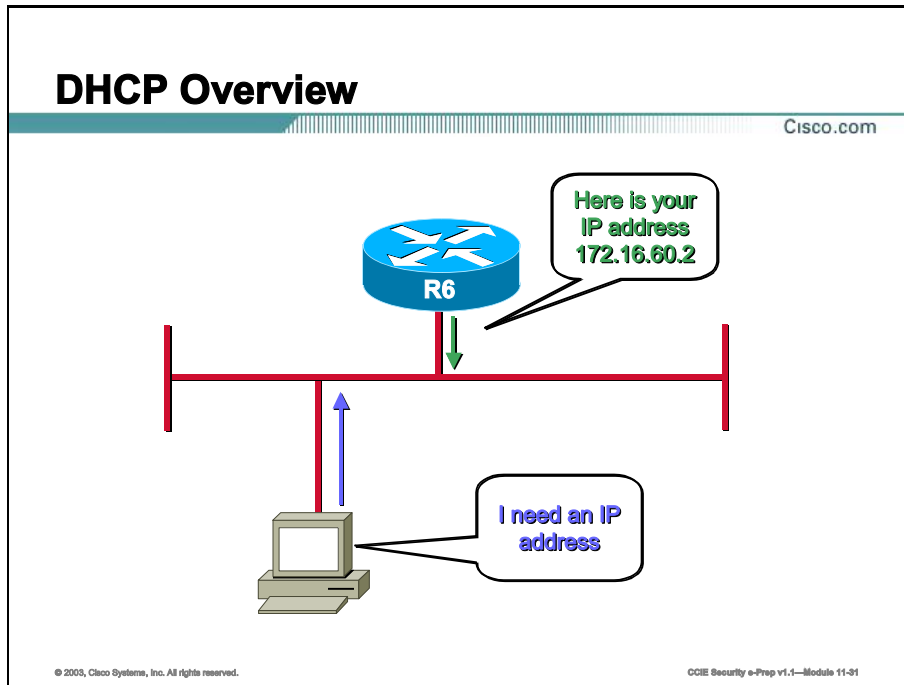 DHCP Overview
Cisco.com
Here is your
IP address
172.16.60.2
R6
I need an IP
address
© 2003, Cisco Systems, Inc. All rights reserved.
CCIE Security e-Prep v1.1—Module 11-31